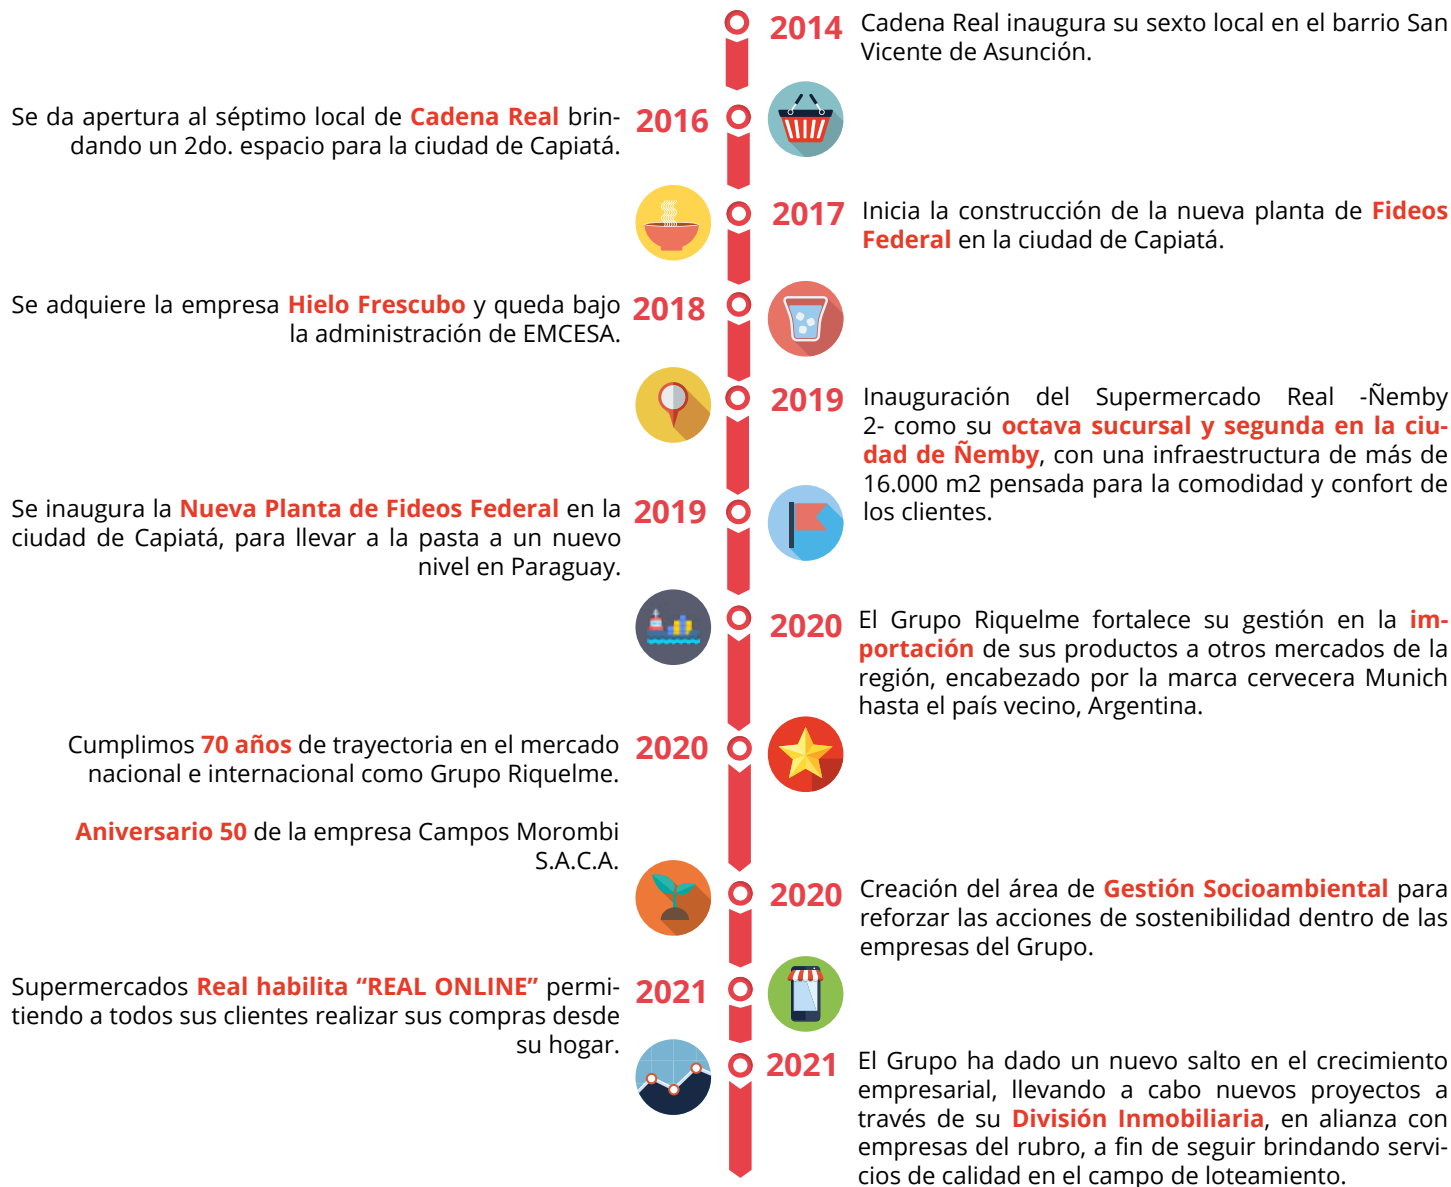 2014
Cadena Real inaugura su sexto local en el barrio San
Vicente de Asunción.
2016
Se da apertura al séptimo local de Cadena Real brin-
dando un 2do. espacio para la ciudad de Capiatá.
2017
Inicia la construcción de la nueva planta de Fideos
Federal en la ciudad de Capiatá.
2018
Se adquiere la empresa Hielo Frescubo y queda bajo
la administración de EMCESA.
2019
Inauguración del Supermercado Real -Ñemby
2- como su octava sucursal y segunda en la ciu-
dad de Ñemby, con una infraestructura de más de
16.000 m2 pensada para la comodidad y confort de
los clientes.
2019
Se inaugura la Nueva Planta de Fideos Federal en la
ciudad de Capiatá, para llevar a la pasta a un nuevo
nivel en Paraguay.
2020
El Grupo Riquelme fortalece su gestión en la im-
portación de sus productos a otros mercados de la
región, encabezado por la marca cervecera Munich
hasta el país vecino, Argentina.
2020
Cumplimos 70 años de trayectoria en el mercado
nacional e internacional como Grupo Riquelme.
Aniversario 50 de la empresa Campos Morombi
S.A.C.A.
2020
Creación del área de Gestión Socioambiental para
reforzar las acciones de sostenibilidad dentro de las
empresas del Grupo.
2021
Supermercados Real habilita “REAL ONLINE” permi-
tiendo a todos sus clientes realizar sus compras desde
su hogar.
2021
El Grupo ha dado un nuevo salto en el crecimiento
empresarial, llevando a cabo nuevos proyectos a
través de su División Inmobiliaria, en alianza con
empresas del rubro, a fin de seguir brindando servi-
cios de calidad en el campo de loteamiento.